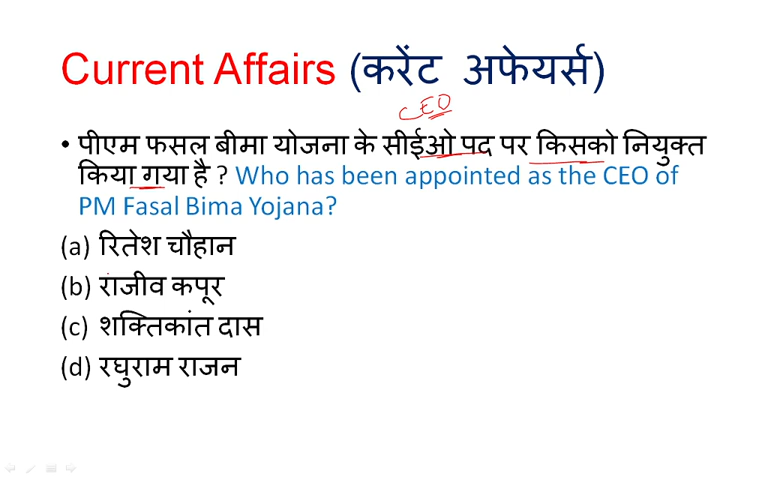 Current Affairs (करेंट अफेयर्स)
CEO
• पीएम फसल बीमा योजना के सीईओ पद पर किसको नियुक्त
किया गया है ? Who has been appointed as the CEO of
PM Fasal Bima Yojana?
(a) रितेश चौहान
(b) राजीव कपूर
(c) शक्तिकांत दास
(d) रघुराम राजन